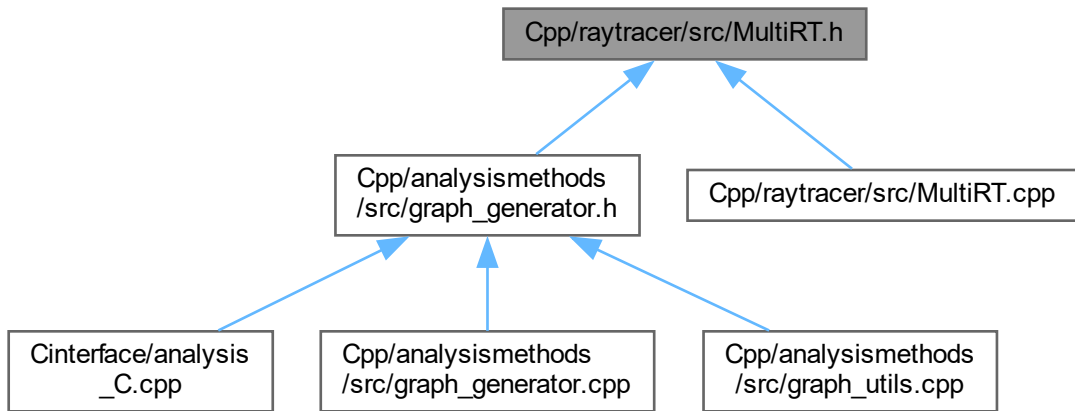 Cpp/raytracer/src/MultiRT.h
Cpp/analysismethods
/src/graph_generator.h
Cpp/raytracer/src/MultiRT.cpp
Cinterface/analysis
_C.cpp
Cpp/analysismethods
/src/graph_generator.cpp
Cpp/analysismethods
/src/graph_utils.cpp